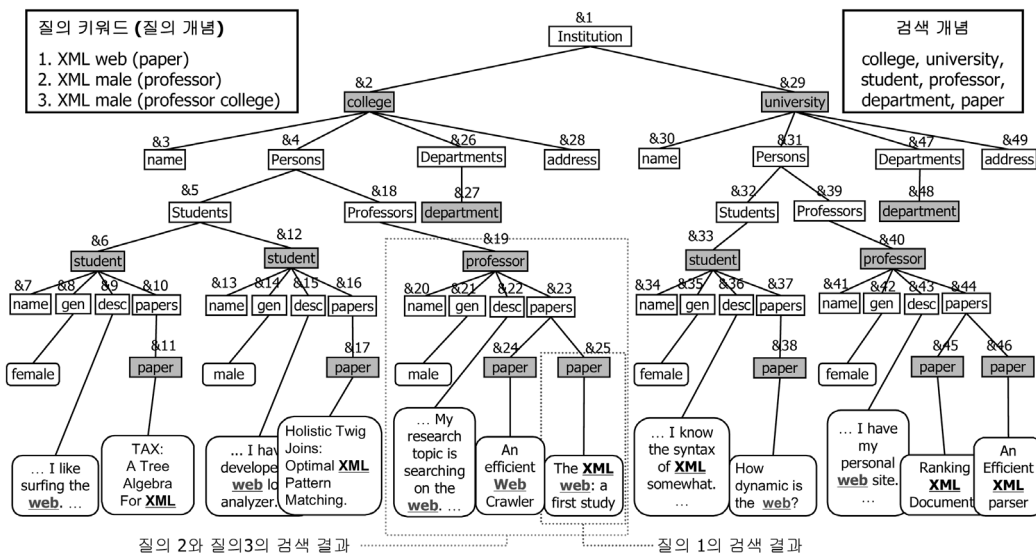 질의 키워드 (질의 개념)
1. XML web (paper)
2. XML male (professor)
3. XML male (professor college)
검색 개념
college, university,
student, professor,
department, paper
&1
Institution
&2
college
&29
university
&3
name
&4
Persons
&26
Departments
&28
address
&30
name
&31
Persons
&47
Departments
&49
address
&5
Students
&18
Professors
&27
department
&32
Students
&39
Professors
&48
department
&6
student
&12
student
&19
professor
&33
student
&40
professor
&7
name
&8
gen
&9
desc
&10
papers
&13
name
&14
gen
&15
desc
&16
papers
&20
name
&21
gen
&22
desc
&23
papers
&34
name
&35
gen
&36
desc
&37
papers
&41
name
&42
gen
&43
desc
&44
papers
female
&11
paper
male
&17
paper
male
&24
paper
&25
paper
female
&38
paper
female
&45
paper
&46
paper
... I like
surfing the
web. ...
TAX:
A Tree
Algebra
For XML
... I hav
develope
web lo
analyzer.
Holistic Twig
Joins:
Optimal XML
Pattern
Matching.
... My
research
topic is
searching
on the
web. ...
An
efficient
Web
Crawler
The XML
web: a
first study
... I know
the syntax
of XML
somewhat.
...
How
dynamic is
the web?
... I have
my
personal
web site. ...
Ranking
XML
Document
An
Efficient
XML
parser
질의 2와 질의3의 검색 결과
질의 1의 검색 결과